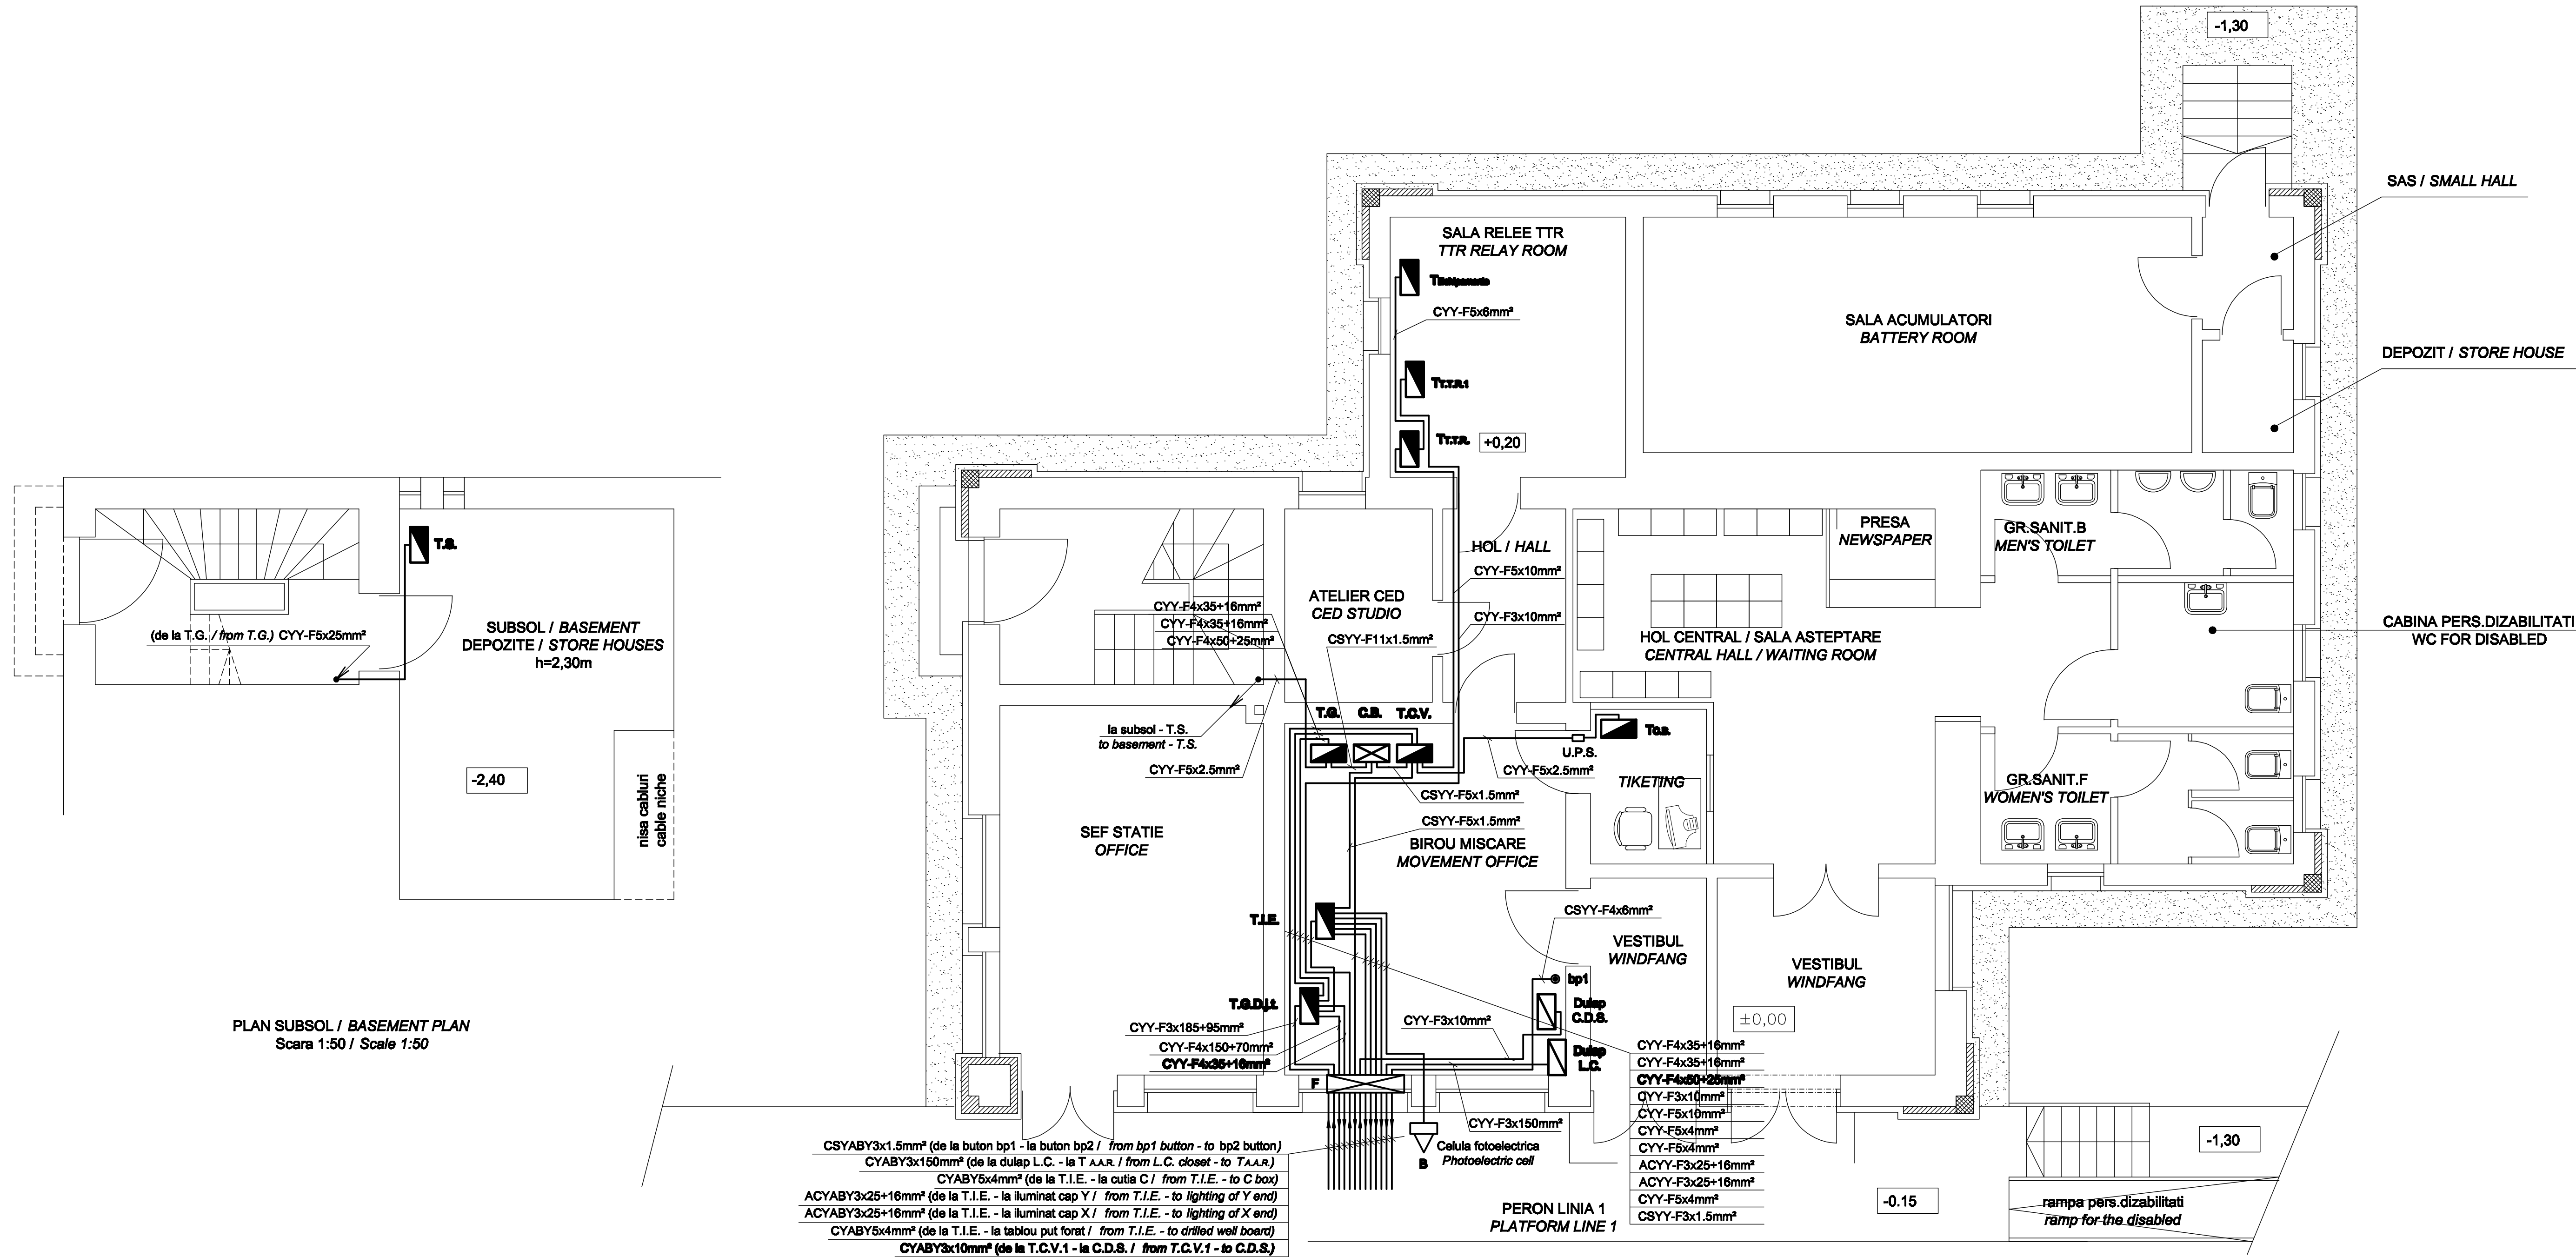 -1,30
SAS / SMALL HALL
SALA RELEE TTR
TTR RELAY ROOM
CYY-F5x6mm²
SALA ACUMULATORI
BATTERY ROOM
DEPOZIT / STORE HOUSE
TT.T.R.1
TT.T.R.
+0,20
T.S.
(de la T.G. / from T.G.) CYY-F5x25mm²
SUBSOL / BASEMENT
DEPOZITE / STORE HOUSES
h=2,30m
-2,40
nisa cabluri
cable niche
PLAN SUBSOL / BASEMENT PLAN
Scara 1:50 / Scale 1:50
PRESA
NEWSPAPER
GR.SANIT.B
MEN'S TOILET
HOL / HALL
CYY-F5x10mm²
ATELIER CED
CED STUDIO
CYY-F4x35+16mm²
CYY-F4x35+16mm²
CYY-F4x50+25mm²
CSYY-F11x1.5mm²
CYY-F3x10mm²
HOL CENTRAL / SALA ASTEPTARE
CENTRAL HALL / WAITING ROOM
CABINA PERS.DIZABILITATI
WC FOR DISABLED
la subsol - T.S.
to basement - T.S.
CYY-F5x2.5mm²
T.G.
C.B.
T.C.V.
TC.B.
U.P.S.
CYY-F5x2.5mm²
TIKETING
CSYY-F5x1.5mm²
CSYY-F5x1.5mm²
GR.SANIT.F
WOMEN'S TOILET
SEF STATIE
OFFICE
BIROU MISCARE
MOVEMENT OFFICE
T.I.E.
CSYY-F4x6mm²
VESTIBUL
WINDFANG
VESTIBUL
WINDFANG
bp1
T.G.D.j.t.
Dulap
C.D.S.
±0,00
CYY-F3x185+95mm²
CYY-F4x150+70mm²
CYY-F4x35+16mm²
CYY-F3x10mm²
Dulap
L.C.
F
CYY-F4x35+16mm²
CYY-F4x35+16mm²
CYY-F4x50+25mm²
CYY-F3x10mm²
CYY-F5x10mm²
CYY-F5x4mm²
CYY-F5x4mm²
ACYY-F3x25+16mm²
ACYY-F3x25+16mm²
CYY-F5x4mm²
CSYY-F3x1.5mm²
CYY-F3x150mm²
Celula fotoelectrica
Photoelectric cell
B
CSYABY3x1.5mm² (de la buton bp1 - la buton bp2 / from bp1 button - to bp2 button)
CYABY3x150mm² (de la dulap L.C. - la T A.A.R. / from L.C. closet - to TA.A.R.)
CYABY5x4mm² (de la T.I.E. - la cutia C / from T.I.E. - to C box)
ACYABY3x25+16mm² (de la T.I.E. - la iluminat cap Y / from T.I.E. - to lighting of Y end)
ACYABY3x25+16mm² (de la T.I.E. - la iluminat cap X / from T.I.E. - to lighting of X end)
CYABY5x4mm² (de la T.I.E. - la tablou put forat / from T.I.E. - to drilled well board)
CYABY3x10mm² (de la T.C.V.1 - la C.D.S. / from T.C.V.1 - to C.D.S.)
PERON LINIA 1
PLATFORM LINE 1
-0.15
-1,30
rampa pers.dizabilitati
ramp for the disabled